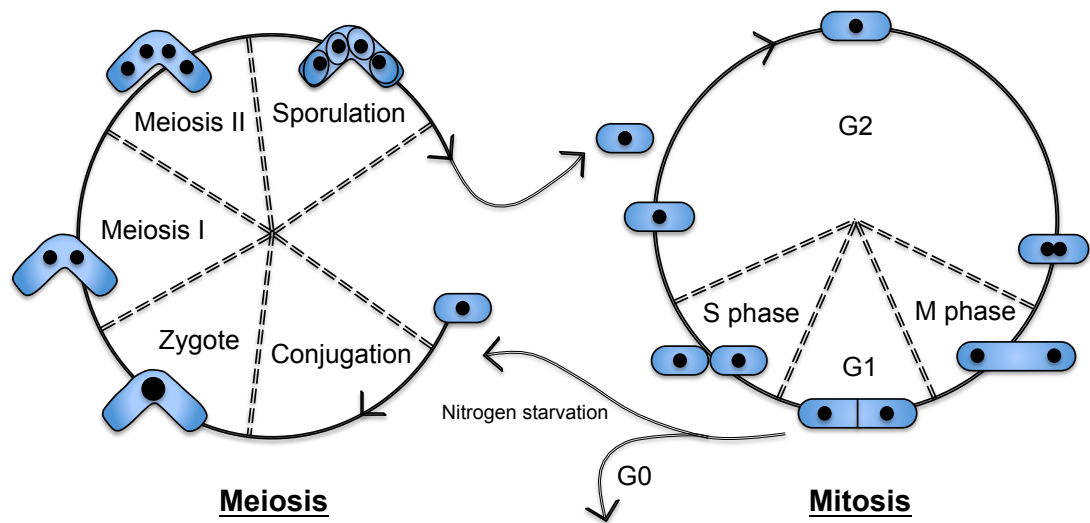 Meiosis II
Sporulation
Meiosis I
Zygote
Conjugation
G2
S phase
M phase
G1
Nitrogen starvation
G0
Meiosis
Mitosis